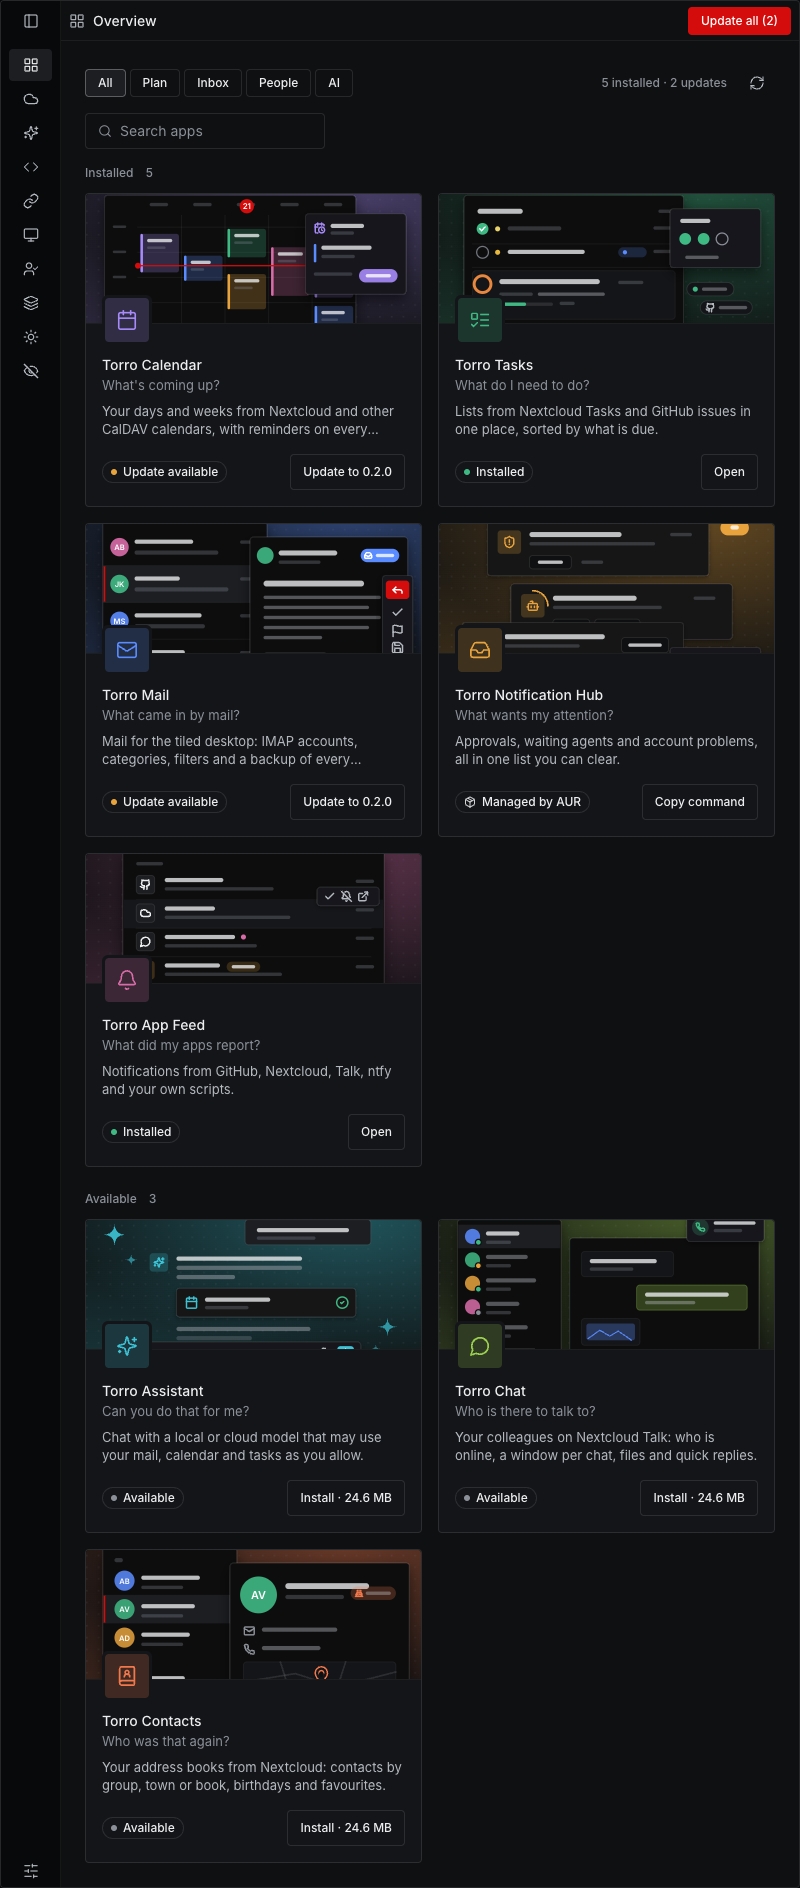 Overview
Update all (2)
All
Plan
Inbox
People
AI
5 installed · 2 updates
Search apps
Installed 5
21
Torro Calendar
What's coming up?
Your days and weeks from Nextcloud and other
CalDAV calendars, with reminders on every...
Update available
Update to 0.2.0
Torro Tasks
What do I need to do?
Lists from Nextcloud Tasks and GitHub issues in
one place, sorted by what is due.
Installed
Open
AB
JK
MS
Torro Mail
What came in by mail?
Mail for the tiled desktop: IMAP accounts,
categories, filters and a backup of every...
Update available
Update to 0.2.0
Torro Notification Hub
What wants my attention?
Approvals, waiting agents and account problems,
all in one list you can clear.
Managed by AUR
Copy command
Torro App Feed
What did my apps report?
Notifications from GitHub, Nextcloud, Talk, ntfy
and your own scripts.
Installed
Open
Available 3
Torro Assistant
Can you do that for me?
Chat with a local or cloud model that may use
your mail, calendar and tasks as you allow.
Available
Install · 24.6 MB
Torro Chat
Who is there to talk to?
Your colleagues on Nextcloud Talk: who is
online, a window per chat, files and quick replies.
Available
Install · 24.6 MB
AB
AV
AD
AV
Torro Contacts
Who was that again?
Your address books from Nextcloud: contacts by
group, town or book, birthdays and favourites.
Available
Install · 24.6 MB